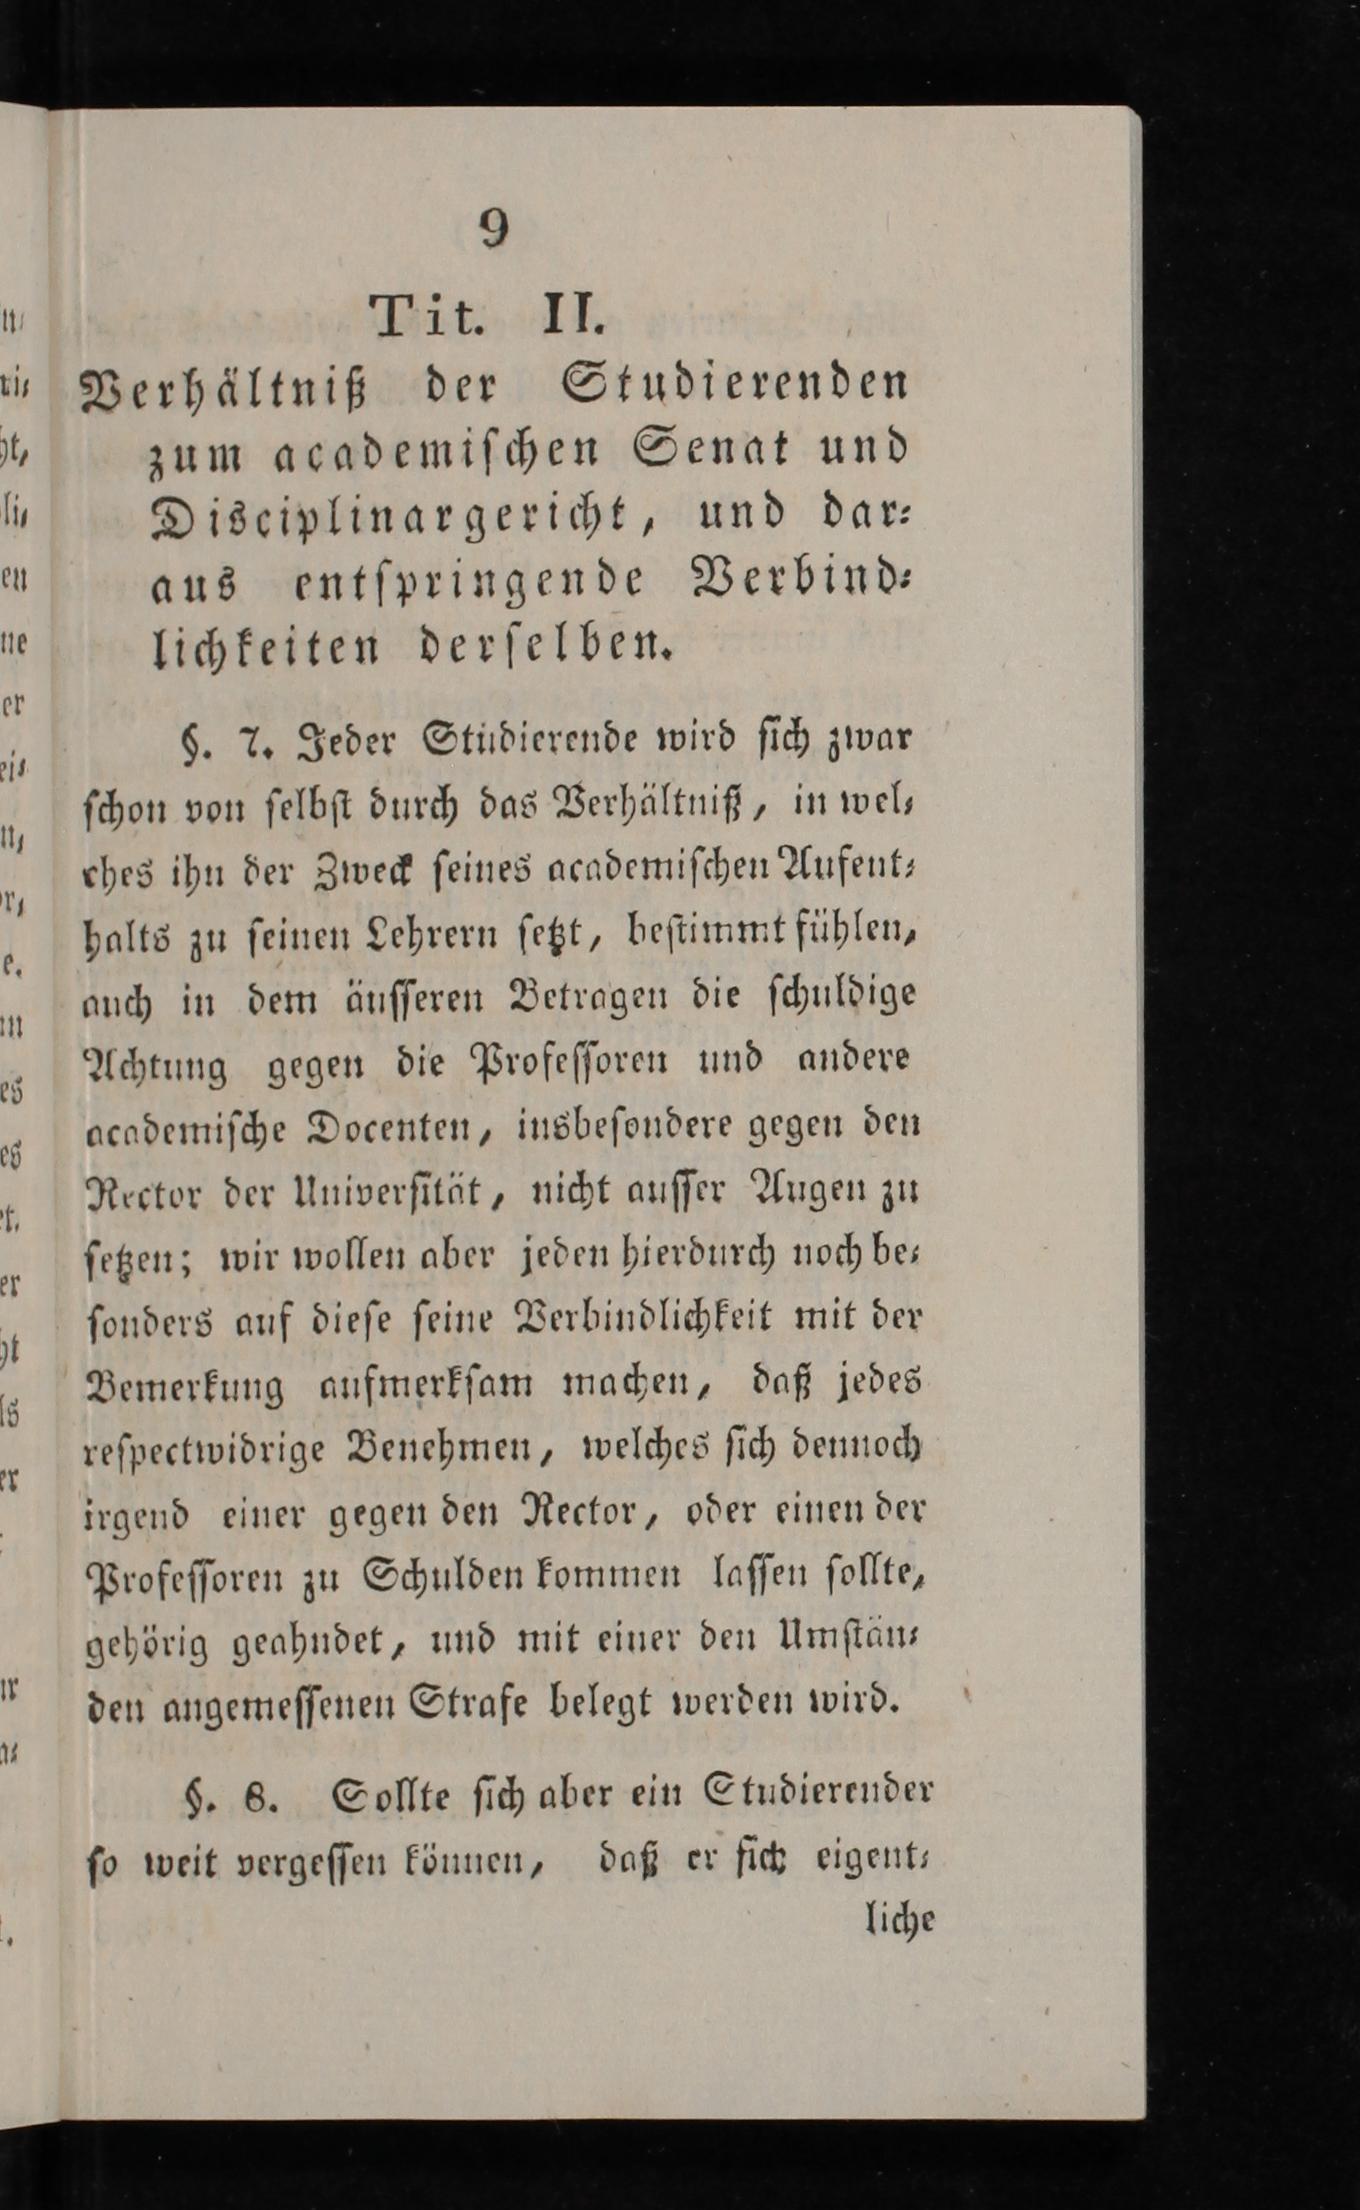 9
Tit. II.
Verhältniß der Studierenden
zum academiſchen Senat und
Disciplinargericht, und dar⸗
aus entſpringende Verbind⸗
lichkeiten derſelben.
§. 7. Jeder Studierende wird ſich zwar
ſchon von ſelbſt durch das Verhältniß, in wel⸗
ches ihn der Zweck ſeines academiſchen Aufent⸗
halts zu ſeinen Lehrern ſetzt, beſtimmt fühlen,
auch in dem äuſſeren Betragen die ſchuldige
Achtung gegen die Profeſſoren und andere
academiſche Docenten, insbeſondere gegen den
Rector der Univerſität, nicht auſſer Augen zu
ſetzen; wir wollen aber jeden hierdurch noch be⸗
ſonders auf dieſe ſeine Verbindlichkeit mit der
Bemerkung aufmerkſam machen, daß jedes
reſpectwidrige Benehmen, welches ſich dennoch
irgend einer gegen den Rector, oder einen der
Profeſſoren zu Schulden kommen laſſen ſollte,
gehörig geahndet, und mit einer den Umſtän⸗
den angemeſſenen Strafe belegt werden wird.
§. 8. Sollte ſich aber ein Studierender
ſo weit vergeſſen können, daß er ſich eigent⸗
liche